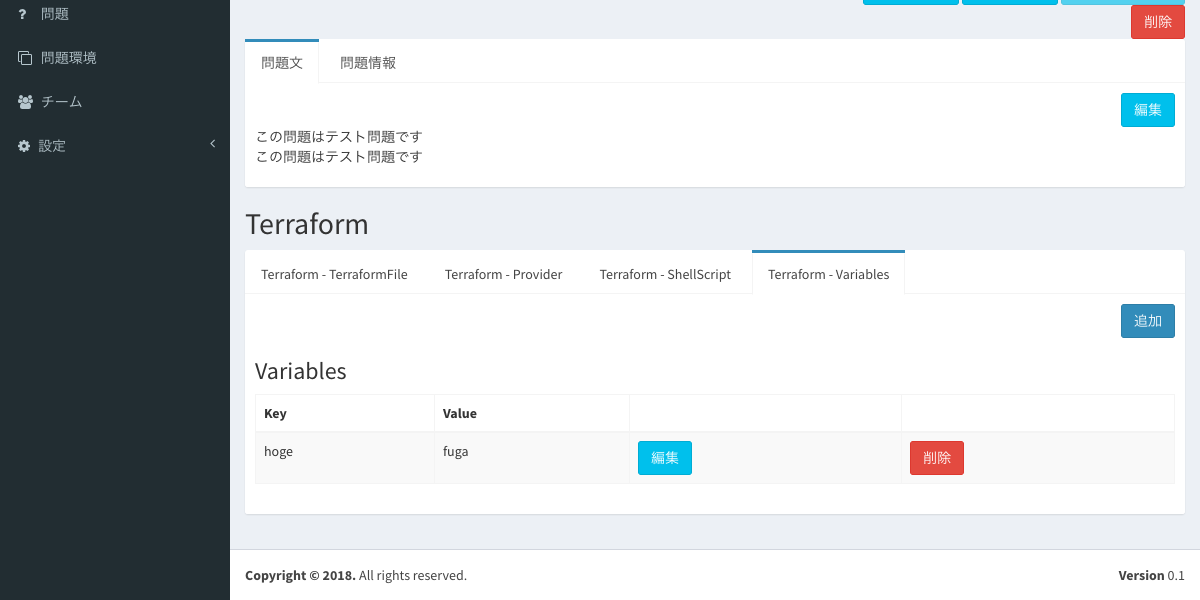 ? 問題
問題環境
チーム
設定
削除
問題文 問題情報
編集
この問題はテスト問題です
この問題はテスト問題です
Terraform
Terraform - TerraformFile Terraform - Provider Terraform - ShellScript Terraform - Variables
追加
Variables
Key Value
hoge fuga 編集 削除
Copyright © 2018. All rights reserved. Version 0.1